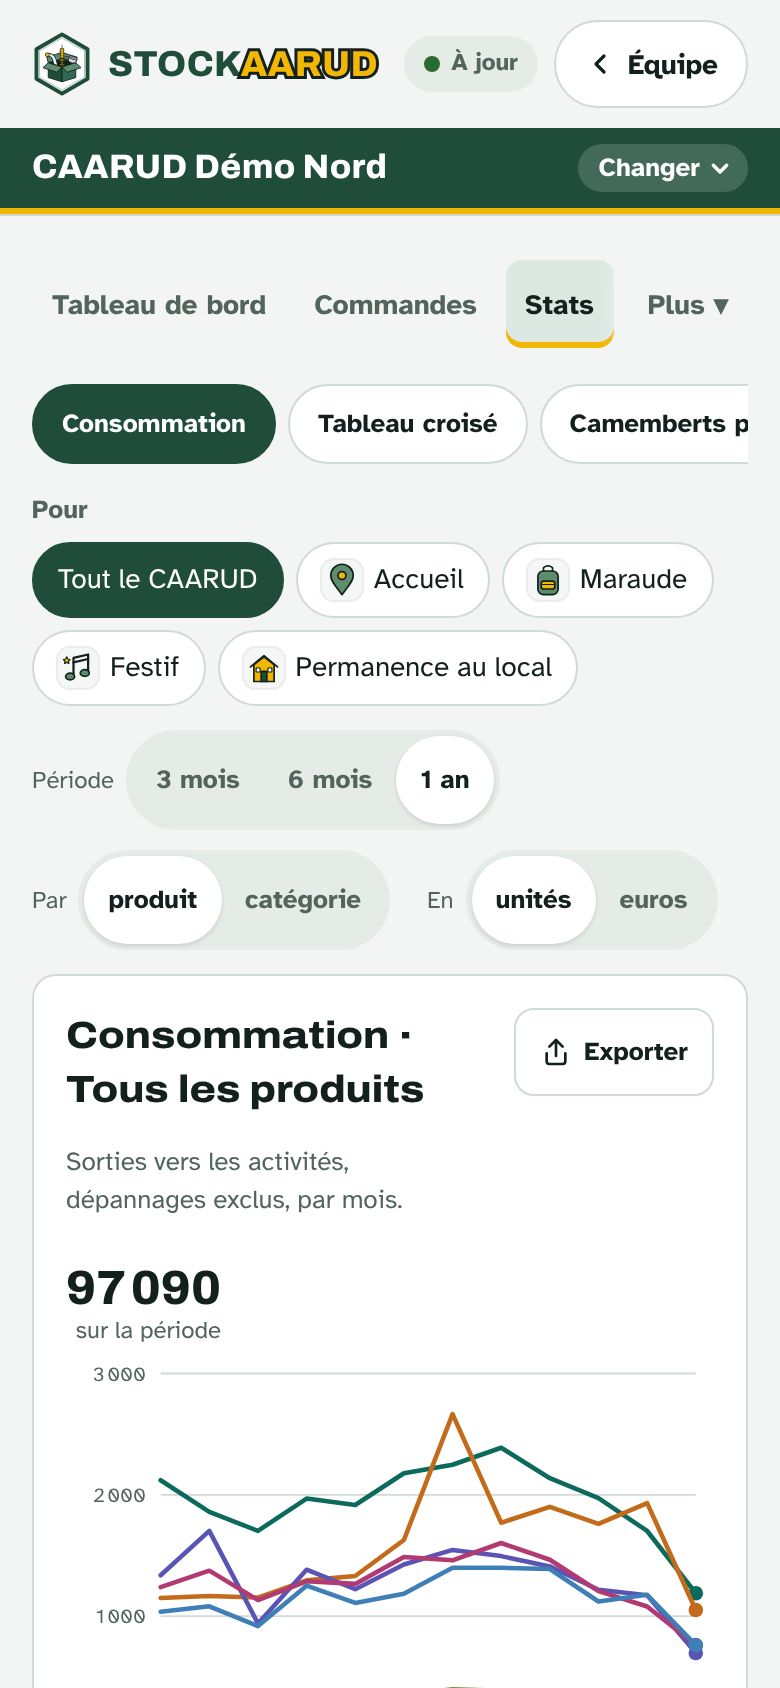 STOCKAARUD
À jour
Équipe
CAARUD Démo Nord
Changer
Tableau de bord
Commandes
Stats
Plus ▼
Consommation
Tableau croisé
Camemberts p
Pour
Tout le CAARUD
Accueil
Maraude
Festif
Permanence au local
Période
3 mois
6 mois
1 an
Par
produit
catégorie
En
unités
euros
Consommation ·
Tous les produits
Exporter
Sorties vers les activités,
dépannages exclus, par mois.
97 090
sur la période
3 000
2 000
1 000